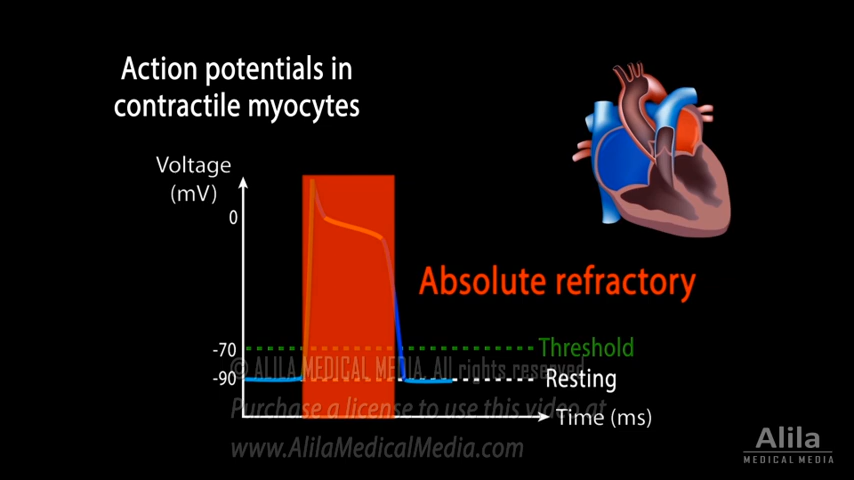 Action potentials in
contractile myocytes
Voltage
(mV)
0
Absolute refractory
-70
Threshold
© ALILA MEDICAL MEDIA. All rights reserved.
-90
Resting
Purchase a license to use this video at
Time (ms)
www.AlilaMedicalMedia.com
Alila
MEDICAL MEDIA